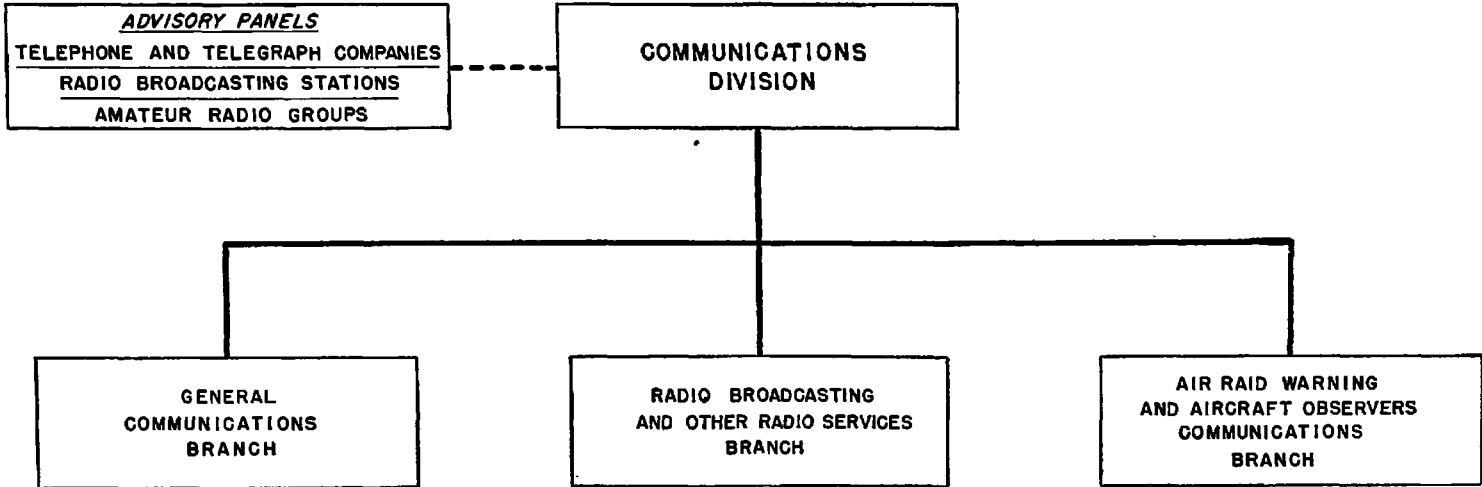 ADVISORY PANELS
TELEPHONE AND TELEGRAPH COMPANIES
RADIO BROADCASTING STATIONS
AMATEUR RADIO GROUPS
COMMUNICATIONS
DIVISION
GENERAL
COMMUNICATIONS
BRANCH
RADIO BROADCASTING
AND OTHER RADIO SERVICES
BRANCH
AIR RAID WARNING
AND AIRCRAFT OBSERVERS
COMMUNICATIONS
BRANCH